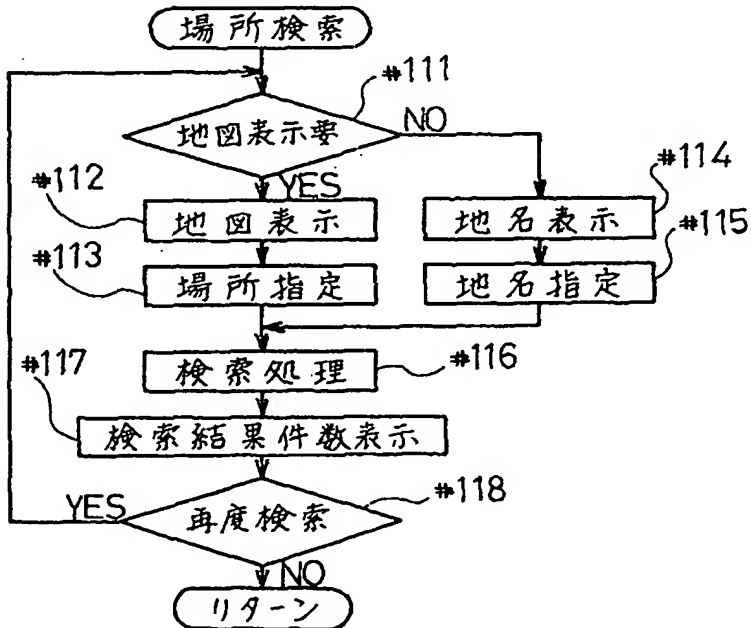 場所検索
#111
地図表示要
NO
YES
#112
地図表示
#114
地名表示
#113
場所指定
#115
地名指定
検索処理
#116
#117
検索結果件数表示
#118
再度検索
YES
NO
リターン